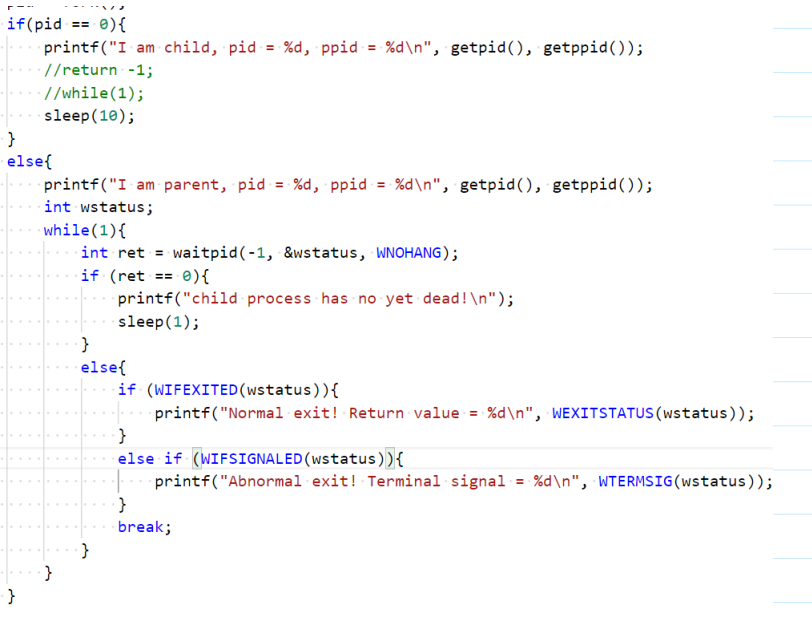 if(pid == 0){
printf("I am child, pid = %d, ppid = %d\n", getpid(), getppid());
//return -1;
//while(1);
sleep(10);
}
else{
printf("I am parent, pid = %d, ppid = %d\n", getpid(), getppid());
int wstatus;
while(1){
int ret = waitpid(-1, &wstatus, WNOHANG);
if (ret == 0){
printf("child process has no yet dead!\n");
sleep(1);
}
else{
if (WIFEXITED(wstatus)){
printf("Normal exit! Return value = %d\n", WEXITSTATUS(wstatus));
}
else if (WIFSIGNALED(wstatus)){
printf("Abnormal exit! Terminal signal = %d\n", WTERMSIG(wstatus));
}
break;
}
}
}